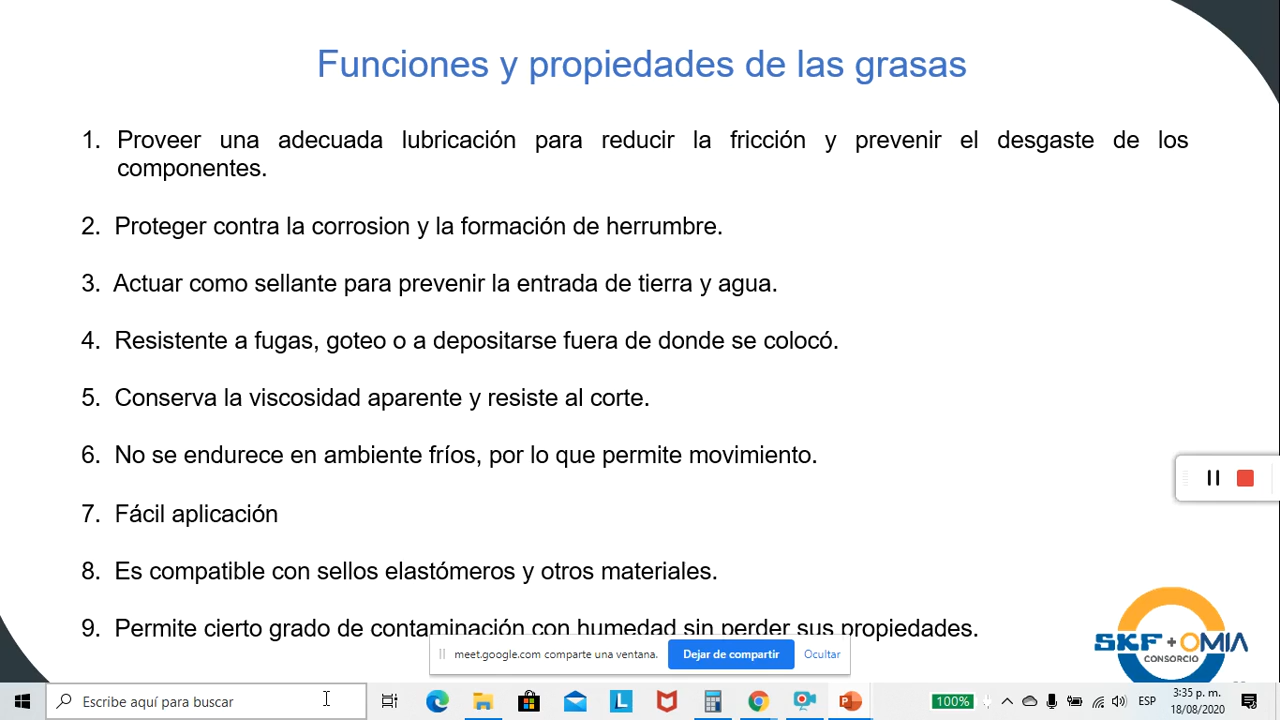 Funciones y propiedades de las grasas
1. Proveer una adecuada lubricación para reducir la fricción y prevenir el desgaste de los
componentes.
2. Proteger contra la corrosion y la formación de herrumbre.
3. Actuar como sellante para prevenir la entrada de tierra y agua.
4. Resistente a fugas, goteo o a depositarse fuera de donde se colocó.
5. Conserva la viscosidad aparente y resiste al corte.
6. No se endurece en ambiente fríos, por lo que permite movimiento.
7. Fácil aplicación
8. Es compatible con sellos elastómeros y otros materiales.
9. Permite cierto grado de contaminación con humedad sin perder sus propiedades.
SKF + OMIA
CONSORCIO
meet.google.com comparte una ventana. Dejar de compartir Ocultar
Escribe aquí para buscar
L
100%
ESP
3:35 p. m.
18/08/2020